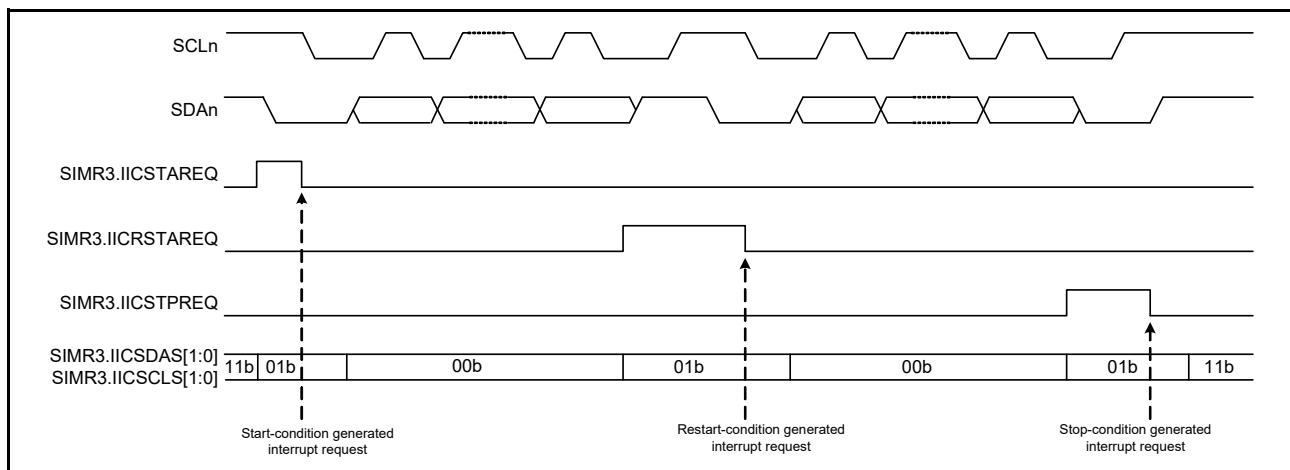 SCLn
SDAn
SIMR3.IICSTAREQ
SIMR3.IICRSTAREQ
SIMR3.IICSTPREQ
SIMR3.IICSDAS[1:0]
SIMR3.IICSCLS[1:0]
11b 01b 00b 01b 00b 01b 11b
Start-condition generated
interrupt request
Restart-condition generated
interrupt request
Stop-condition generated
interrupt request